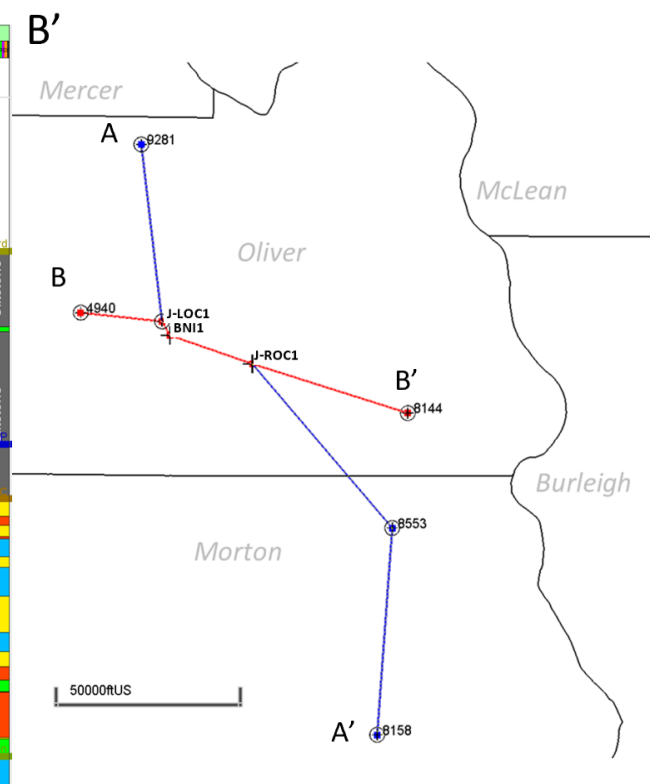 B’
Mercer
A
9281
McLean
Oliver
B
4940
J-LOC1
BNI1
J-ROC1
B’
8144
Burleigh
8553
Morton
50000ftUS
A’
8158